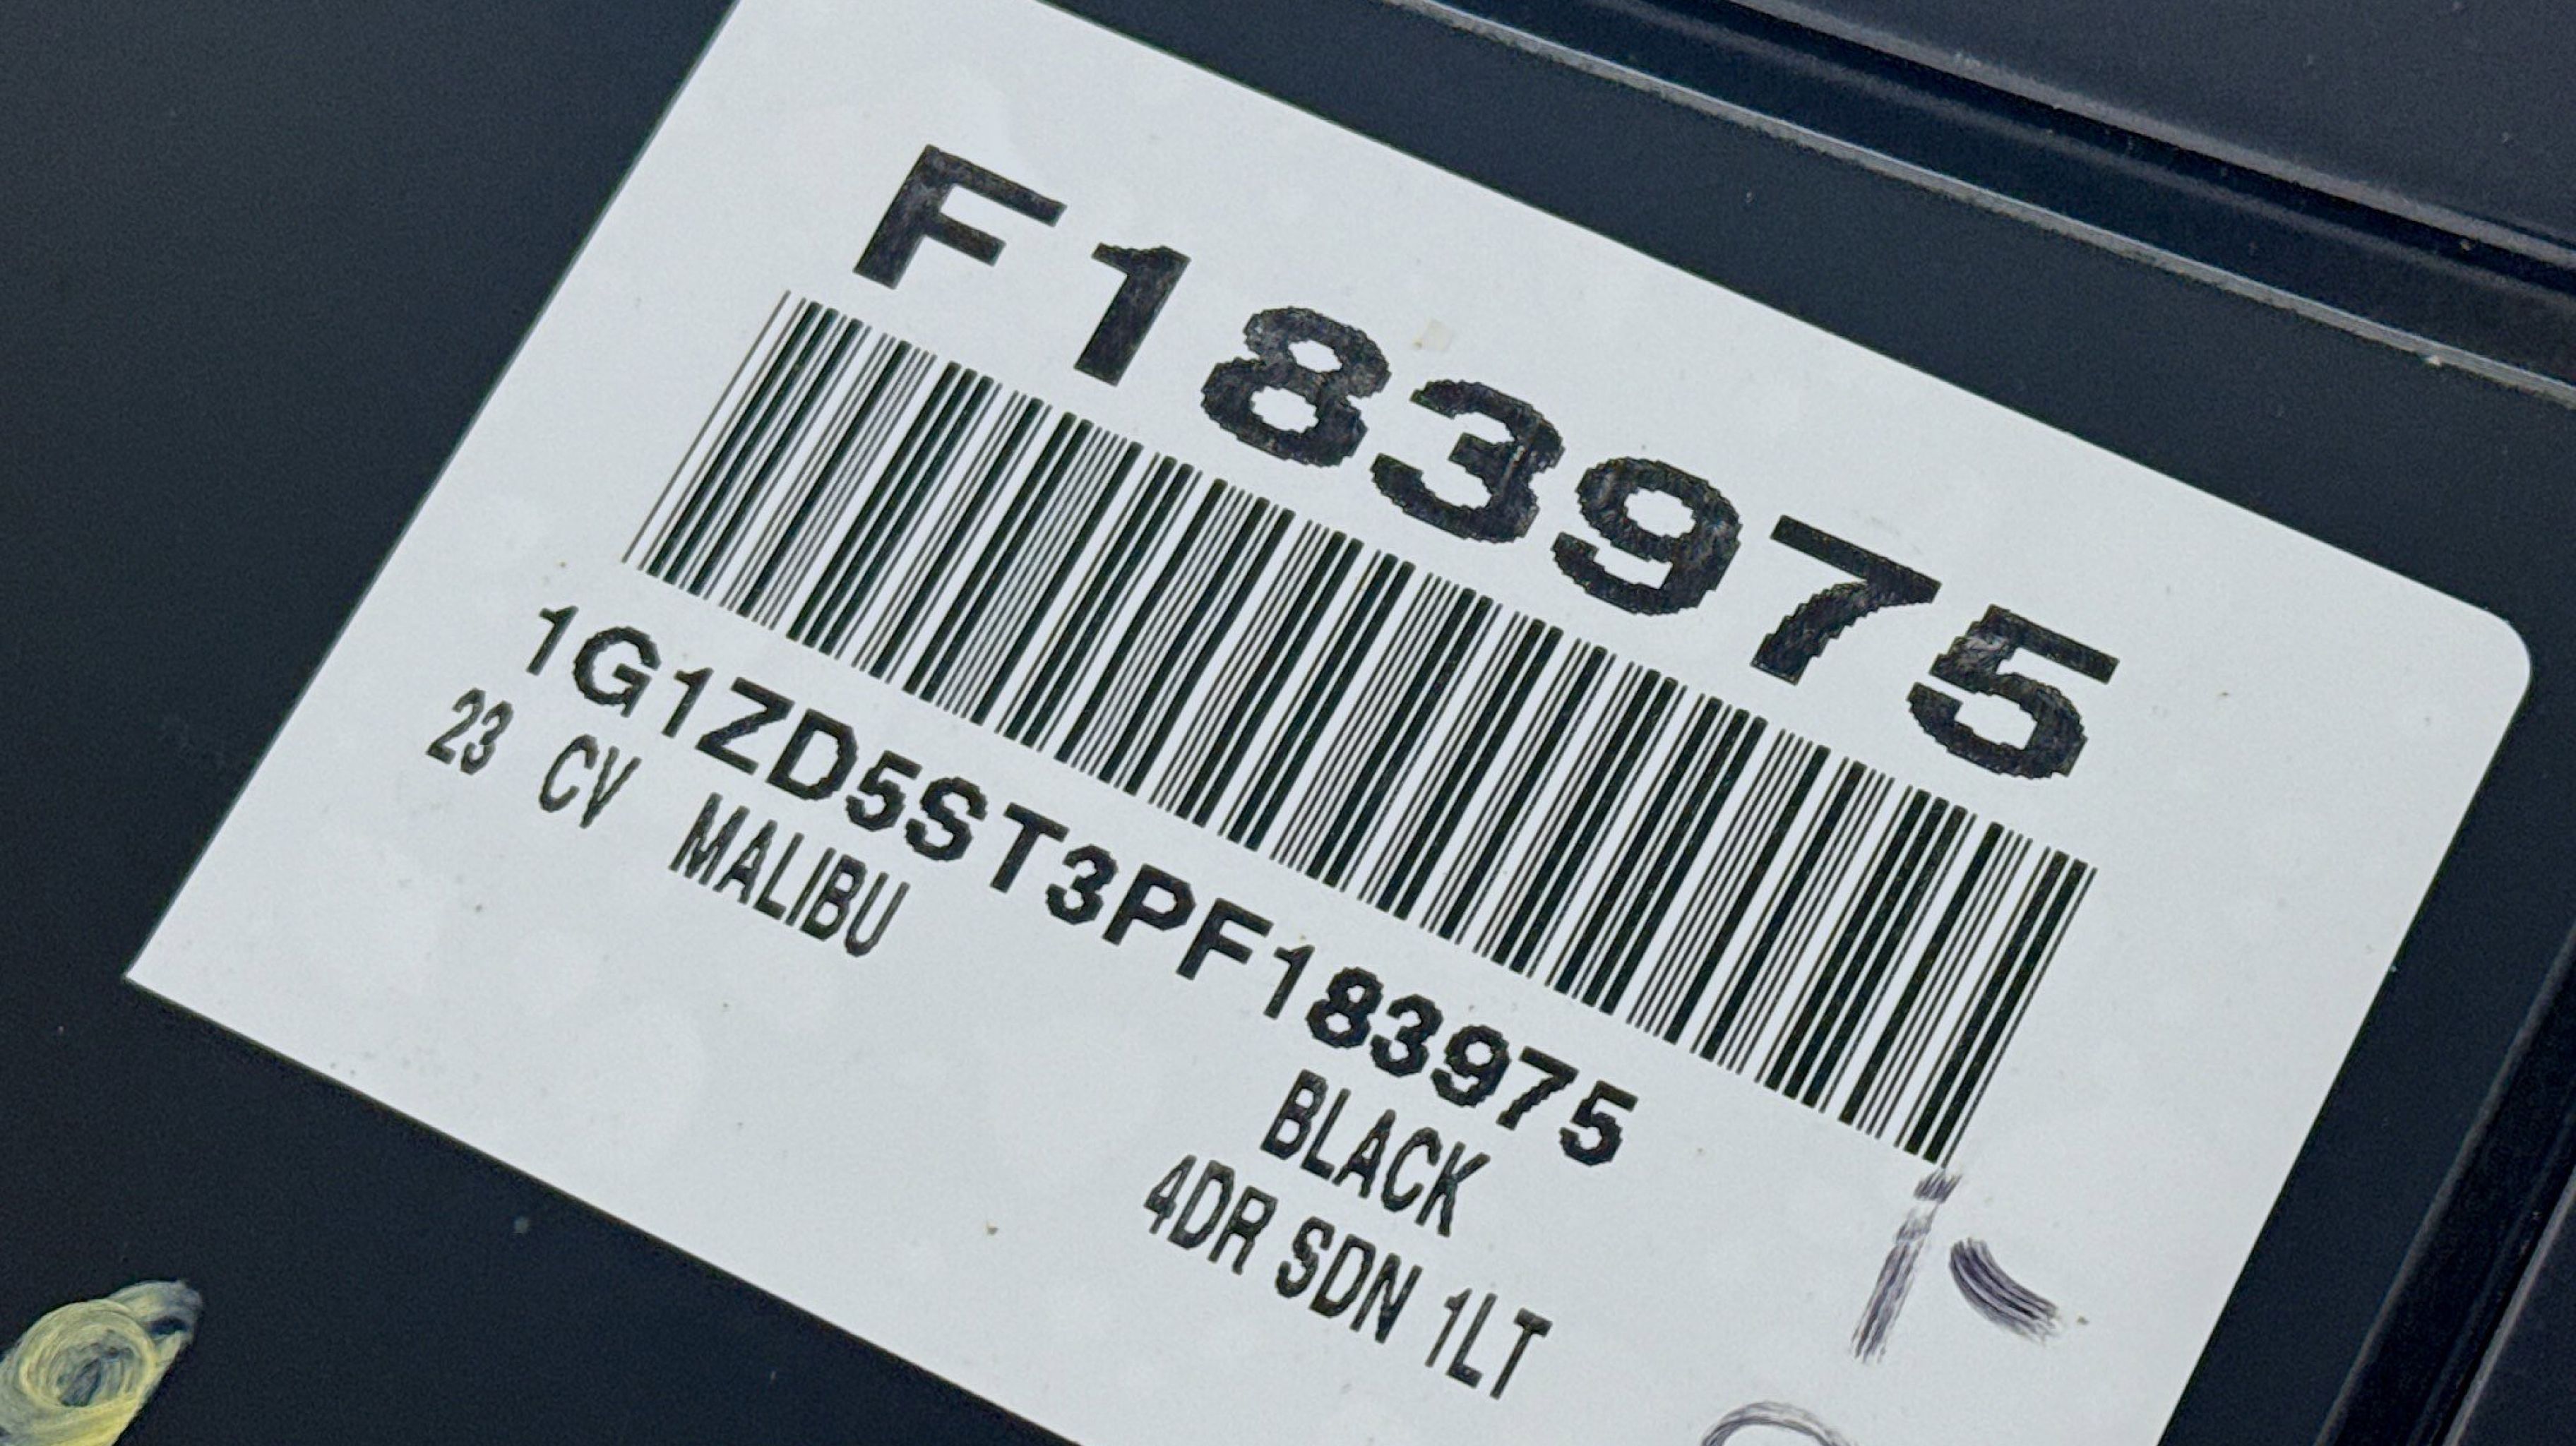 F183975
1G1ZD5ST3PF183975
23 CV MALIBU
BLACK
4DR SDN 1LT